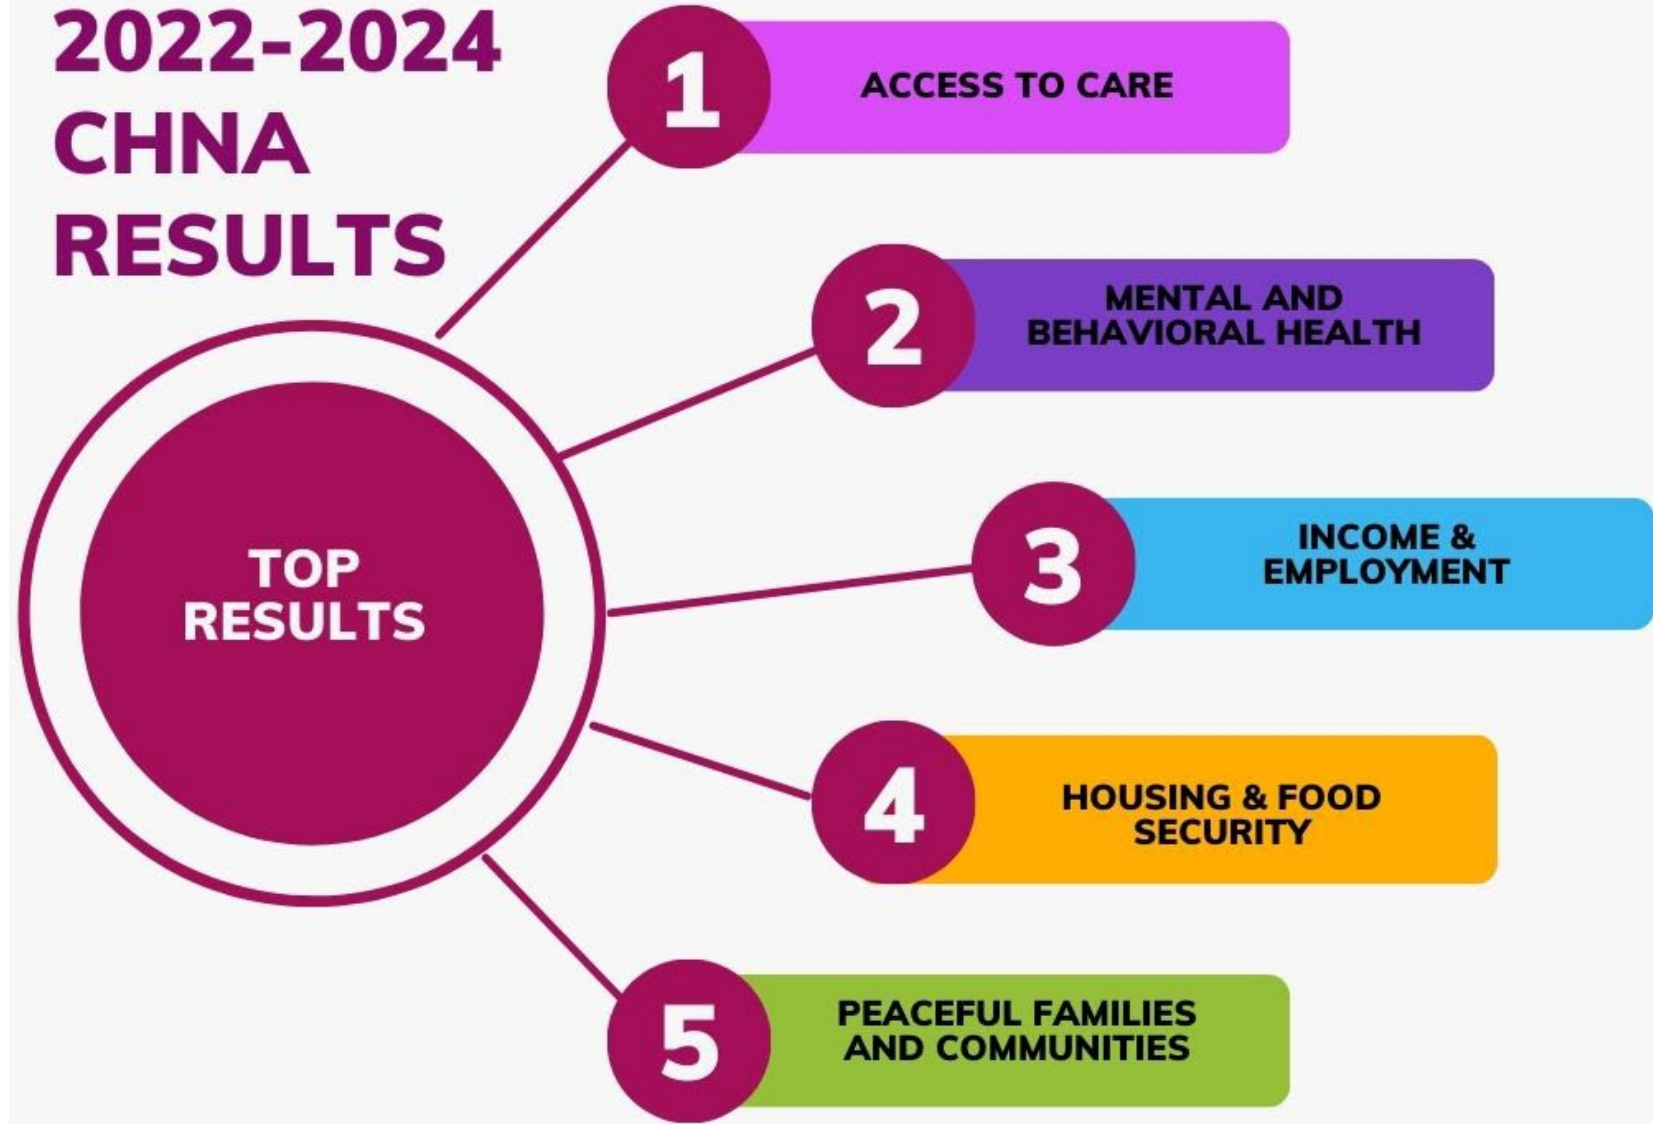 2022-2024
CHNA
RESULTS
TOP
RESULTS
1
ACCESS TO CARE
2
MENTAL AND
BEHAVIORAL HEALTH
3
INCOME &
EMPLOYMENT
4
HOUSING & FOOD
SECURITY
5
PEACEFUL FAMILIES
AND COMMUNITIES